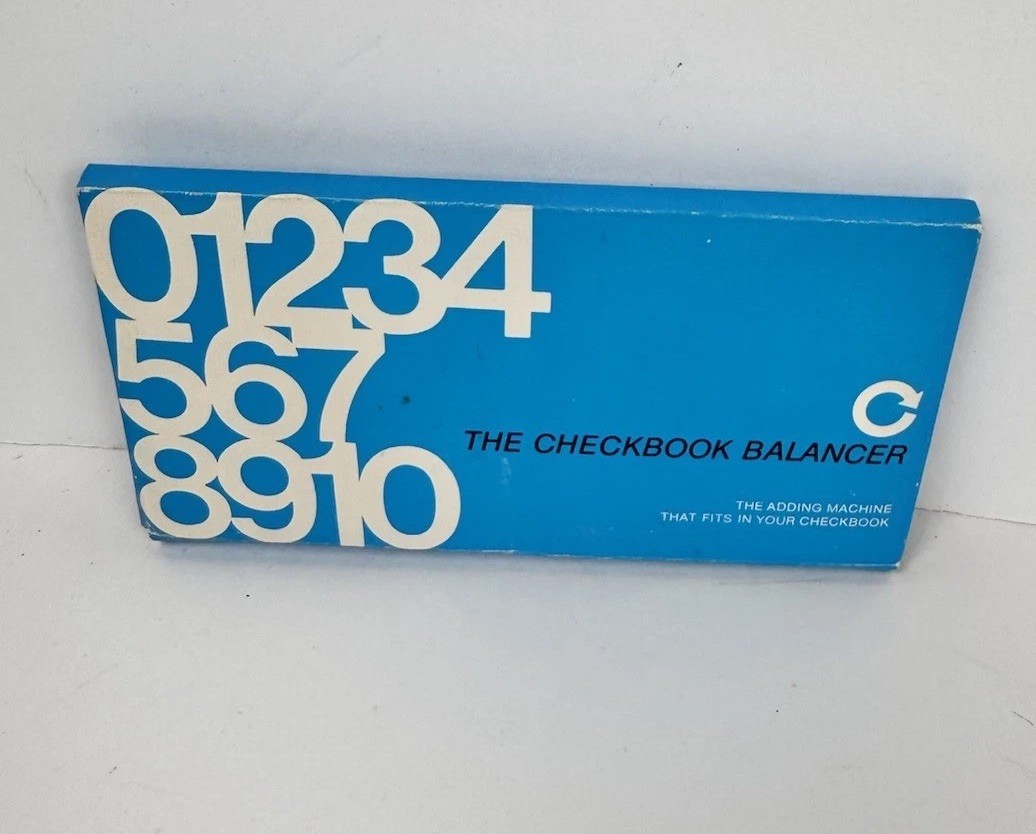 01234
567
8910
THE CHECKBOOK BALANCER
THE ADDING MACHINE
THAT FITS IN YOUR CHECKBOOK